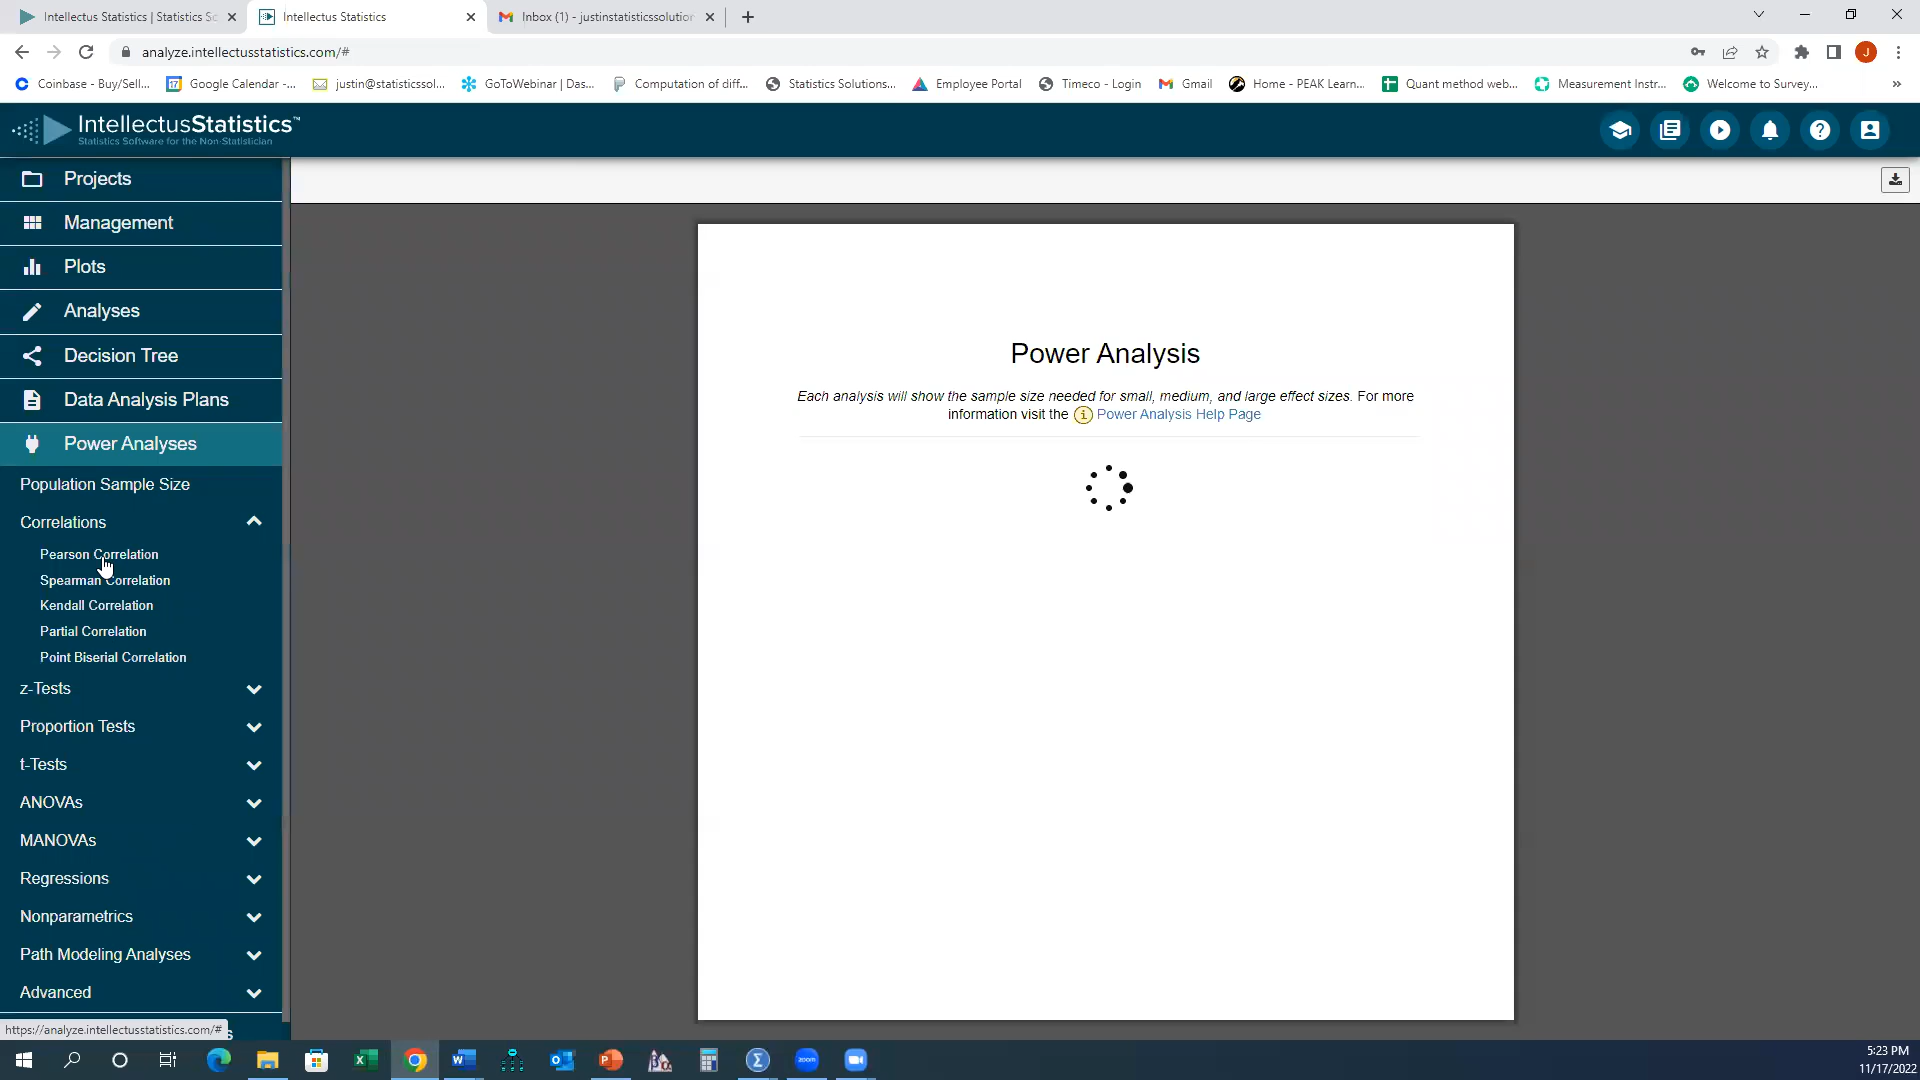 Intellectus Statistics | Statistics Sc
Intellectus Statistics
Inbox (1) - justinstatisticssolution
analyze.intellectusstatistics.com/#
J
Coinbase - Buy/Sell...
Google Calendar -...
justin@statisticssol...
GoToWebinar | Das...
Computation of diff...
Statistics Solutions...
Employee Portal
Timeco - Login
Gmail
Home - PEAK Learn...
Quant method web...
Measurement Instr...
Welcome to Survey...
»
IntellectusStatistics™
Statistics Software for the Non-Statistician
Projects
Management
Plots
Analyses
Decision Tree
Data Analysis Plans
Power Analyses
Population Sample Size
Correlations
Pearson Correlation
Spearman Correlation
Kendall Correlation
Partial Correlation
Point Biserial Correlation
z-Tests
Proportion Tests
t-Tests
ANOVAs
MANOVAs
Regressions
Nonparametrics
Path Modeling Analyses
Advanced
https://analyze.intellectusstatistics.com/#
Power Analysis
Each analysis will show the sample size needed for small, medium, and large effect sizes. For more
information visit the i Power Analysis Help Page
zoom
5:23 PM
11/17/2022